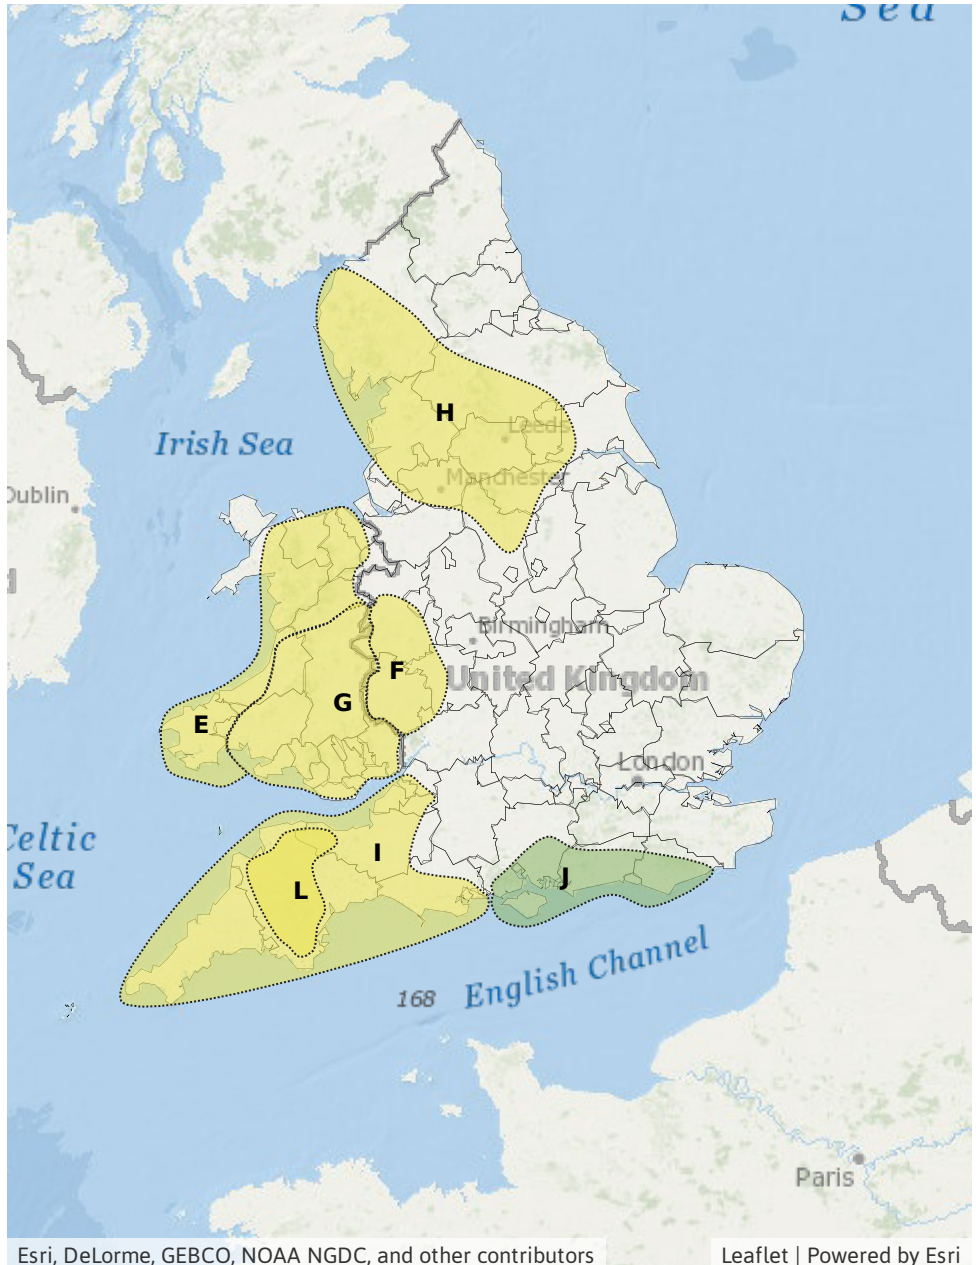 Sea
H
Leeds
Irish Sea
Manchester
Dublin
d
Birmingham
F
United Kingdom
G
E
London
Celtic
Sea
I
J
L
English Channel
168
Paris
Esri, DeLorme, GEBCO, NOAA NGDC, and other contributors
Leaflet | Powered by Esri